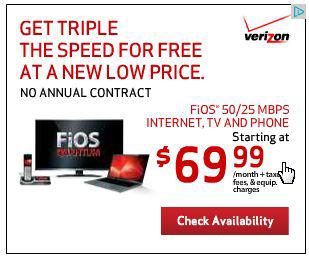 GET TRIPLE
THE SPEED FOR FREE
AT A NEW LOW PRICE.
NO ANNUAL CONTRACT
verizon
FiOS® 50/25 MBPS
INTERNET, TV AND PHONE
Starting at
$69.99
/month + taxes,
fees, & equip.
charges
FiOS
QUANTUM
Check Availability